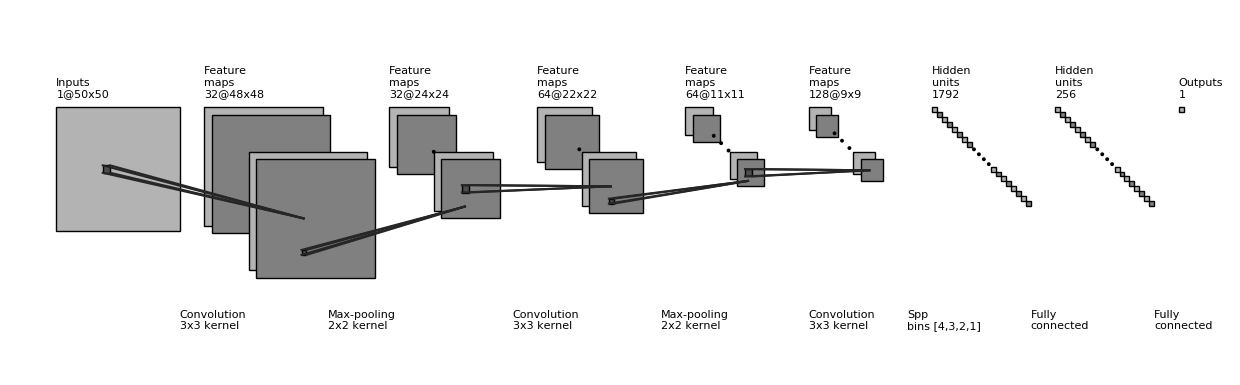 Inputs
1@50x50
Feature
maps
32@48x48
Feature
maps
32@24x24
Feature
maps
64@22x22
Feature
maps
64@11x11
Feature
maps
128@9x9
Hidden
units
1792
Hidden
units
256
Outputs
1
Convolution
3x3 kernel
Max-pooling
2x2 kernel
Convolution
3x3 kernel
Max-pooling
2x2 kernel
Convolution
3x3 kernel
Spp
bins [4,3,2,1]
Fully
connected
Fully
connected